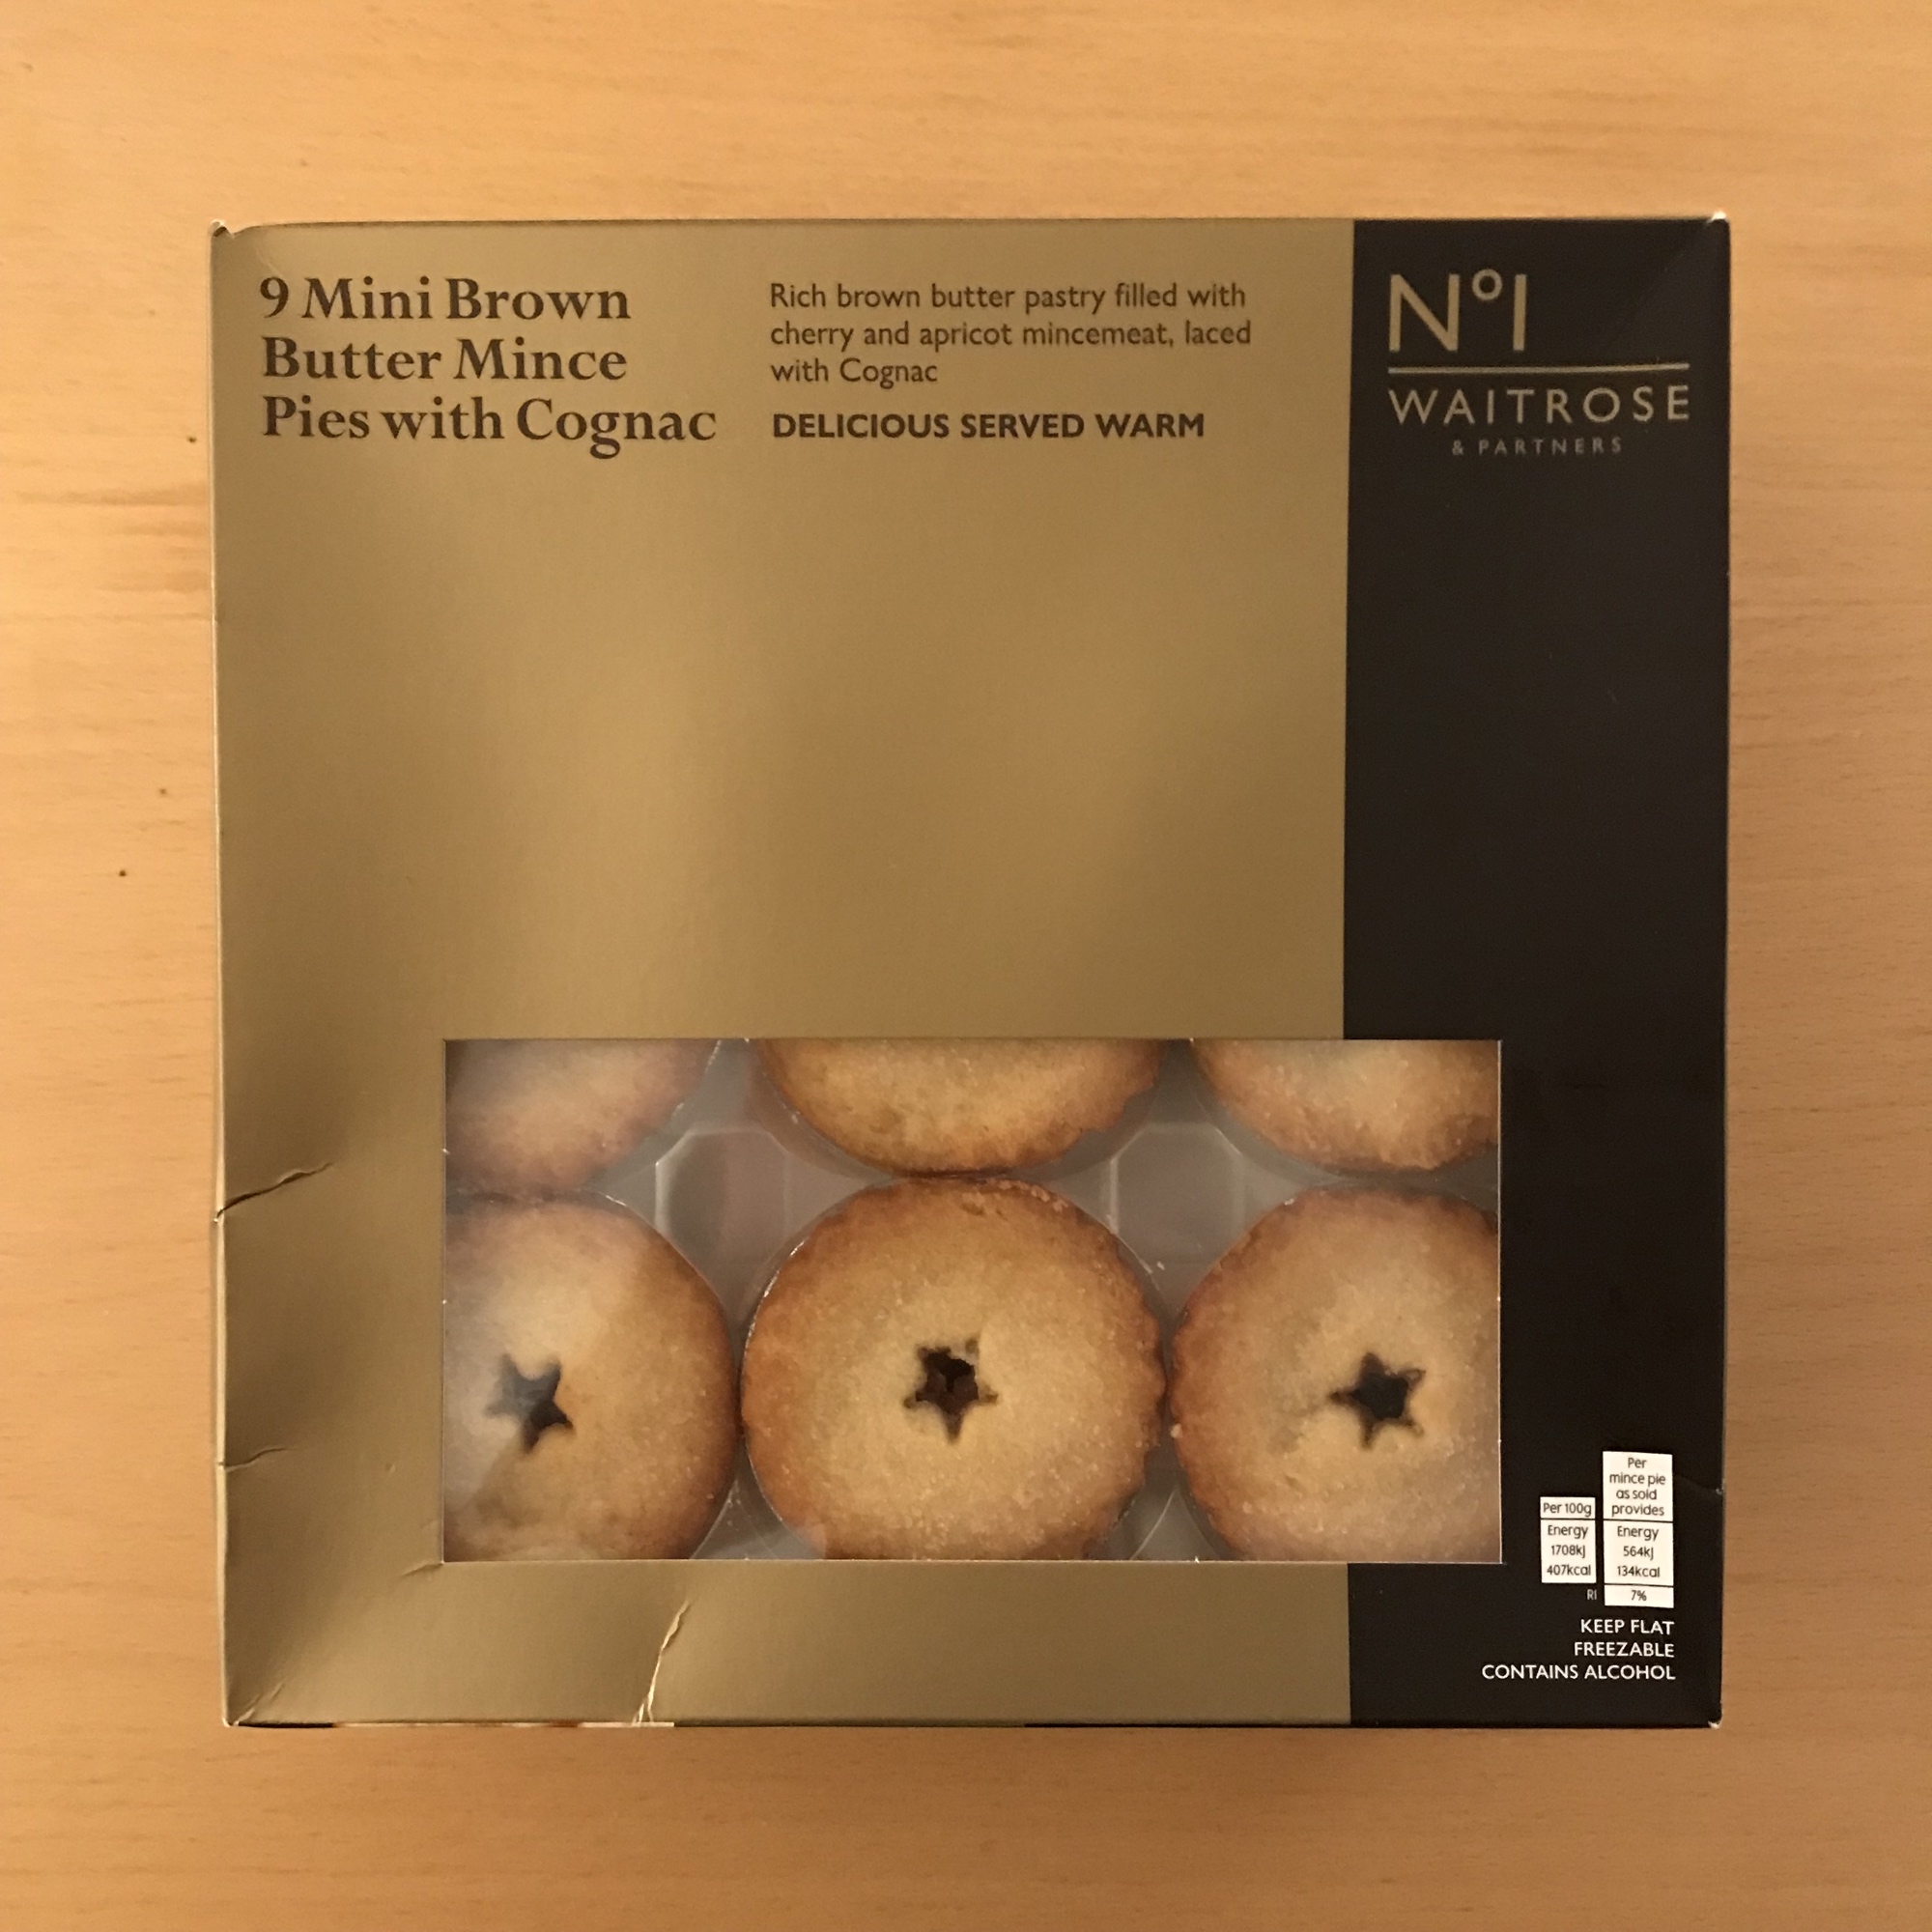 9 Mini Brown
Butter Mince
Pies with Cognac
Rich brown butter pastry filled with
cherry and apricot mincemeat, laced
with Cognac
DELICIOUS SERVED WARM
Nº1
WAITROSE
& PARTNERS
Per 100g
Energy
1708kJ
407kcal
Per
mince pie
as sold
provides
Energy
564kJ
134kcal
RI 7%
KEEP FLAT
FREEZABLE
CONTAINS ALCOHOL